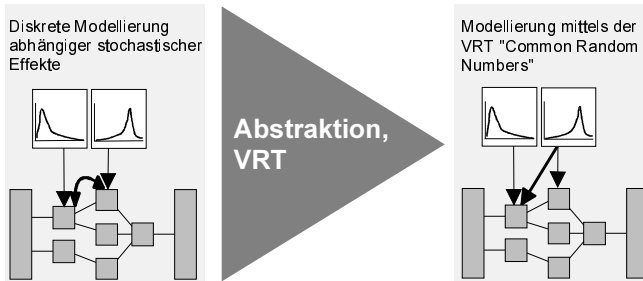 Diskrete Modellierung
abhängiger stochastischer
Effekte
Abstraktion,
VRT
Modellierung mittels der
VRT "Common Random
Numbers"